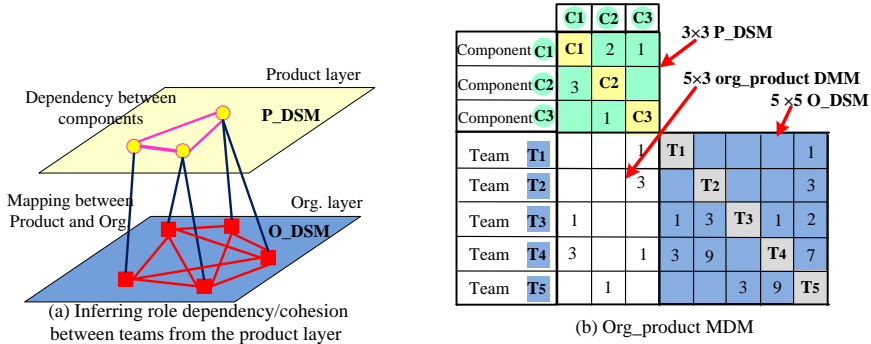 Product layer
Dependency between
components
P_DSM
Mapping between
Product and Org.
Org. layer
O_DSM
(a) Inferring role dependency/cohesion
between teams from the product layer
C1 C2 C3
3×3 P_DSM
Component C1 C1 2 1
5×3 org_product DMM
Component C2 3 C2
5×5 O_DSM
Component C3 1 C3
Team T1 1 T1 1
Team T2 3 T2 3
Team T3 1 1 3 T3 1 2
Team T4 3 1 3 9 T4 7
Team T5 1 3 9 T5
(b) Org_product MDM